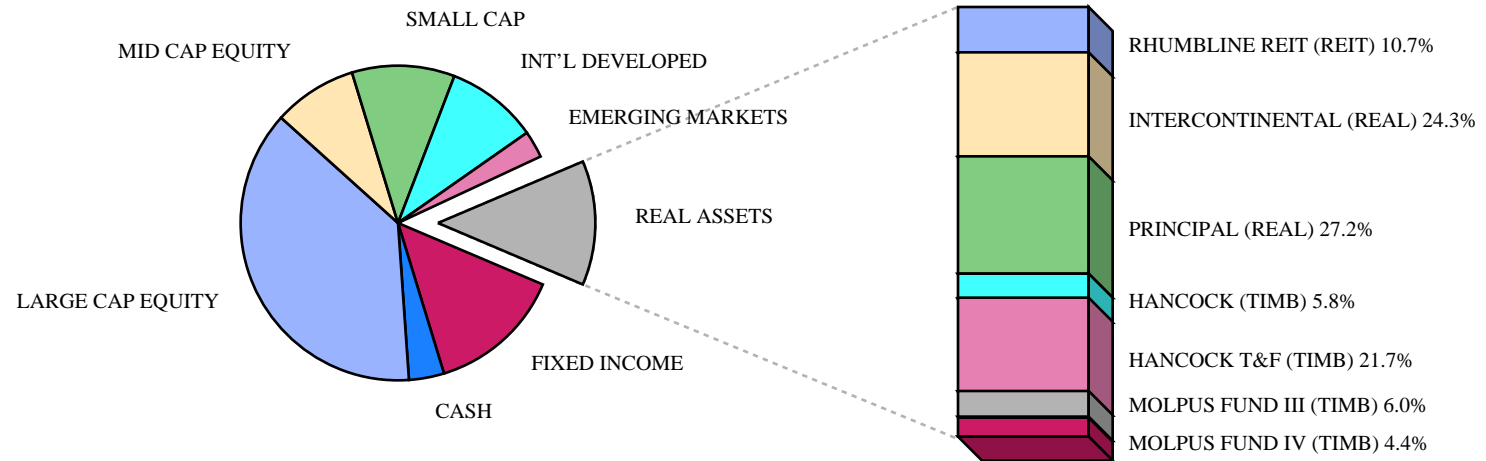 SMALL CAP
MID CAP EQUITY
INT'L DEVELOPED
EMERGING MARKETS
REAL ASSETS
LARGE CAP EQUITY
FIXED INCOME
CASH
RHUMBLINE REIT (REIT) 10.7%
INTERCONTINENTAL (REAL) 24.3%
PRINCIPAL (REAL) 27.2%
HANCOCK (TIMB) 5.8%
HANCOCK T&F (TIMB) 21.7%
MOLPUS FUND III (TIMB) 6.0%
MOLPUS FUND IV (TIMB) 4.4%